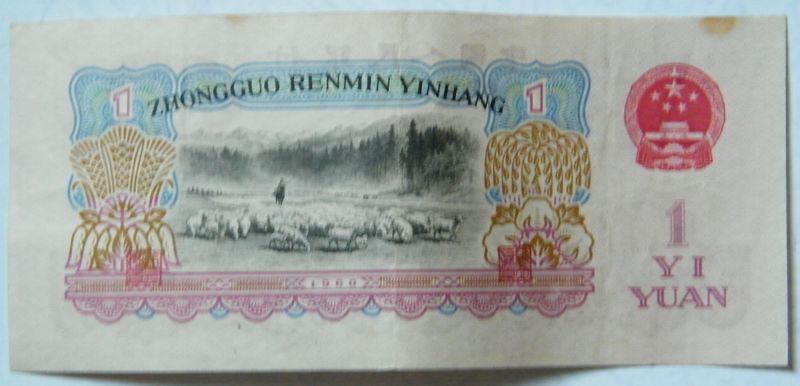 ZHONGGUO RENMIN YINHANG
1
1
1960
1
YI
YUAN